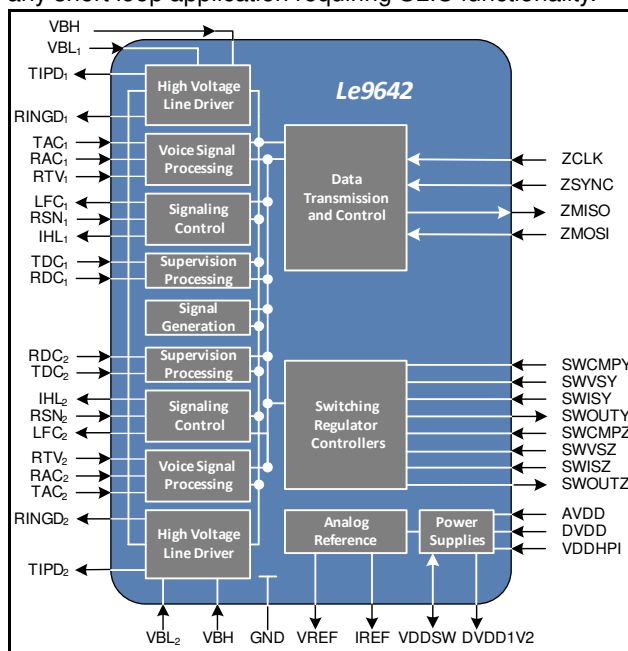 any short loop application requiring SLIC functionality.
VBH
VBL1
TIPD1
RINGD1
TAC1
RAC1
RTV1
LFC1
RSN1
IHL1
TDC1
RDC1
RDC2
TDC2
IHL2
RSN2
LFC2
RTV2
RAC2
TAC2
RINGD2
TIPD2
Le9642
High Voltage
Line Driver
Voice Signal
Processing
Signaling
Control
Supervision
Processing
Signal
Generation
Supervision
Processing
Signaling
Control
Voice Signal
Processing
High Voltage
Line Driver
Data
Transmission
and Control
Switching
Regulator
Controllers
Analog
Reference
Power
Supplies
ZCLK
ZSYNC
ZMISO
ZMOSI
SWCMPY
SWVSY
SWISY
SWOUTY
SWCMPZ
SWVSZ
SWISZ
SWOUTZ
AVDD
DVDD
VDDHPI
VBL2 VBH GND VREF IREF VDDSW DVDD1V2